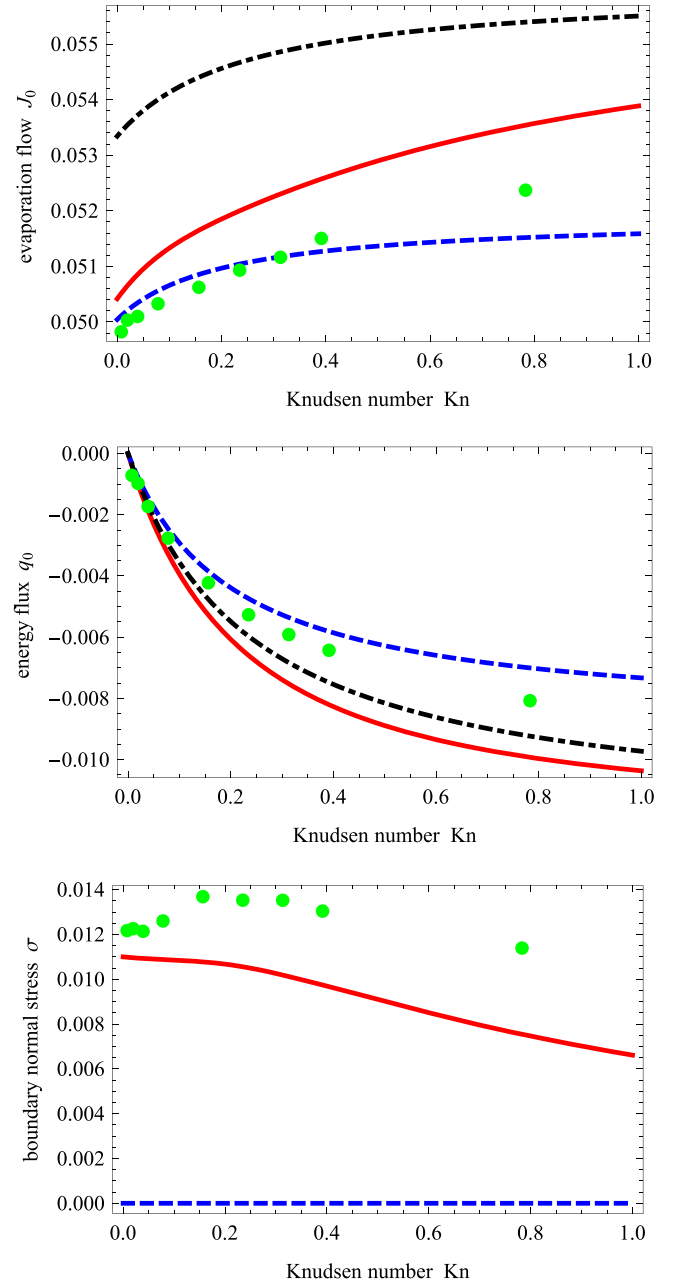 0.055
0.054
0.053
0.052
0.051
0.050
evaporation flow J₀
0.0 0.2 0.4 0.6 0.8 1.0
Knudsen number Kn
0.000
−0.002
−0.004
−0.006
−0.008
−0.010
energy flux q₀
0.0 0.2 0.4 0.6 0.8 1.0
Knudsen number Kn
0.014
0.012
0.010
0.008
0.006
0.004
0.002
0.000
boundary normal stress σ
0.0 0.2 0.4 0.6 0.8 1.0
Knudsen number Kn